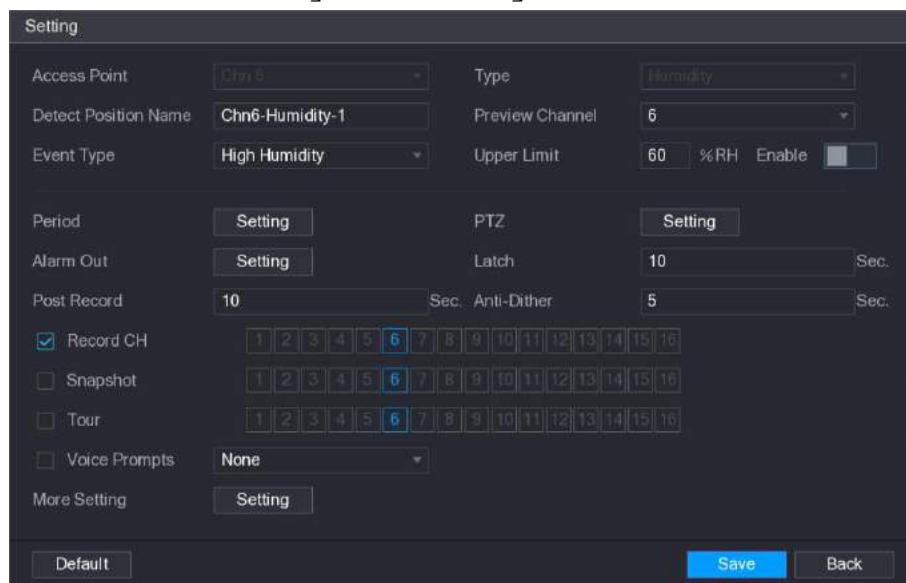 Setting
Access Point Chn 6 Type Humidity
Detect Position Name Chn6-Humidity-1 Preview Channel 6
Event Type High Humidity Upper Limit 60 %RH Enable
Period Setting PTZ Setting
Alarm Out Setting Latch 10 Sec.
Post Record 10 Sec. Anti-Dither 5 Sec.
Record CH 1 2 3 4 5 6 7 8 9 10 11 12 13 14 15 16
Snapshot 1 2 3 4 5 6 7 8 9 10 11 12 13 14 15 16
Tour 1 2 3 4 5 6 7 8 9 10 11 12 13 14 15 16
Voice Prompts None
More Setting Setting
Default Save Back